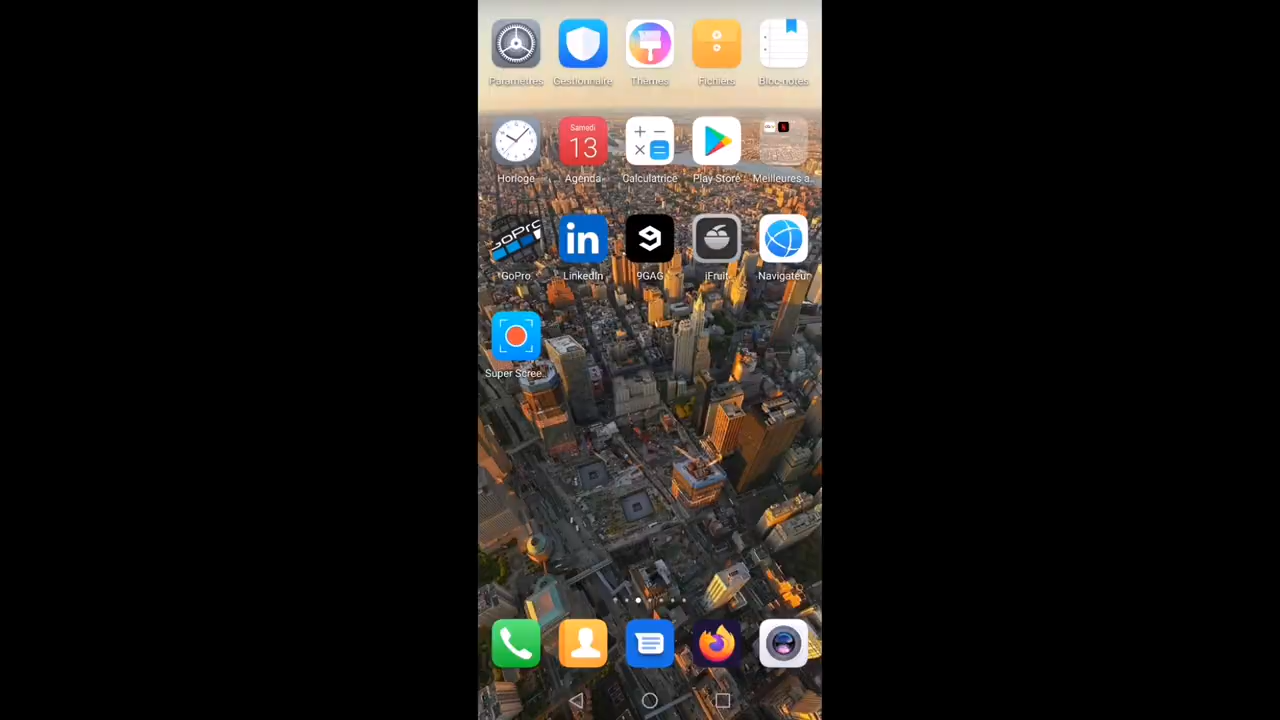 Paramètres Gestionnaire Thèmes Fichiers Bloc-notes
Samedi
13
Horloge Agenda Calculatrice Play Store Meilleures a...
GoPro
in
GoPro LinkedIn 9GAG iFruit Navigateur
Super Scree...